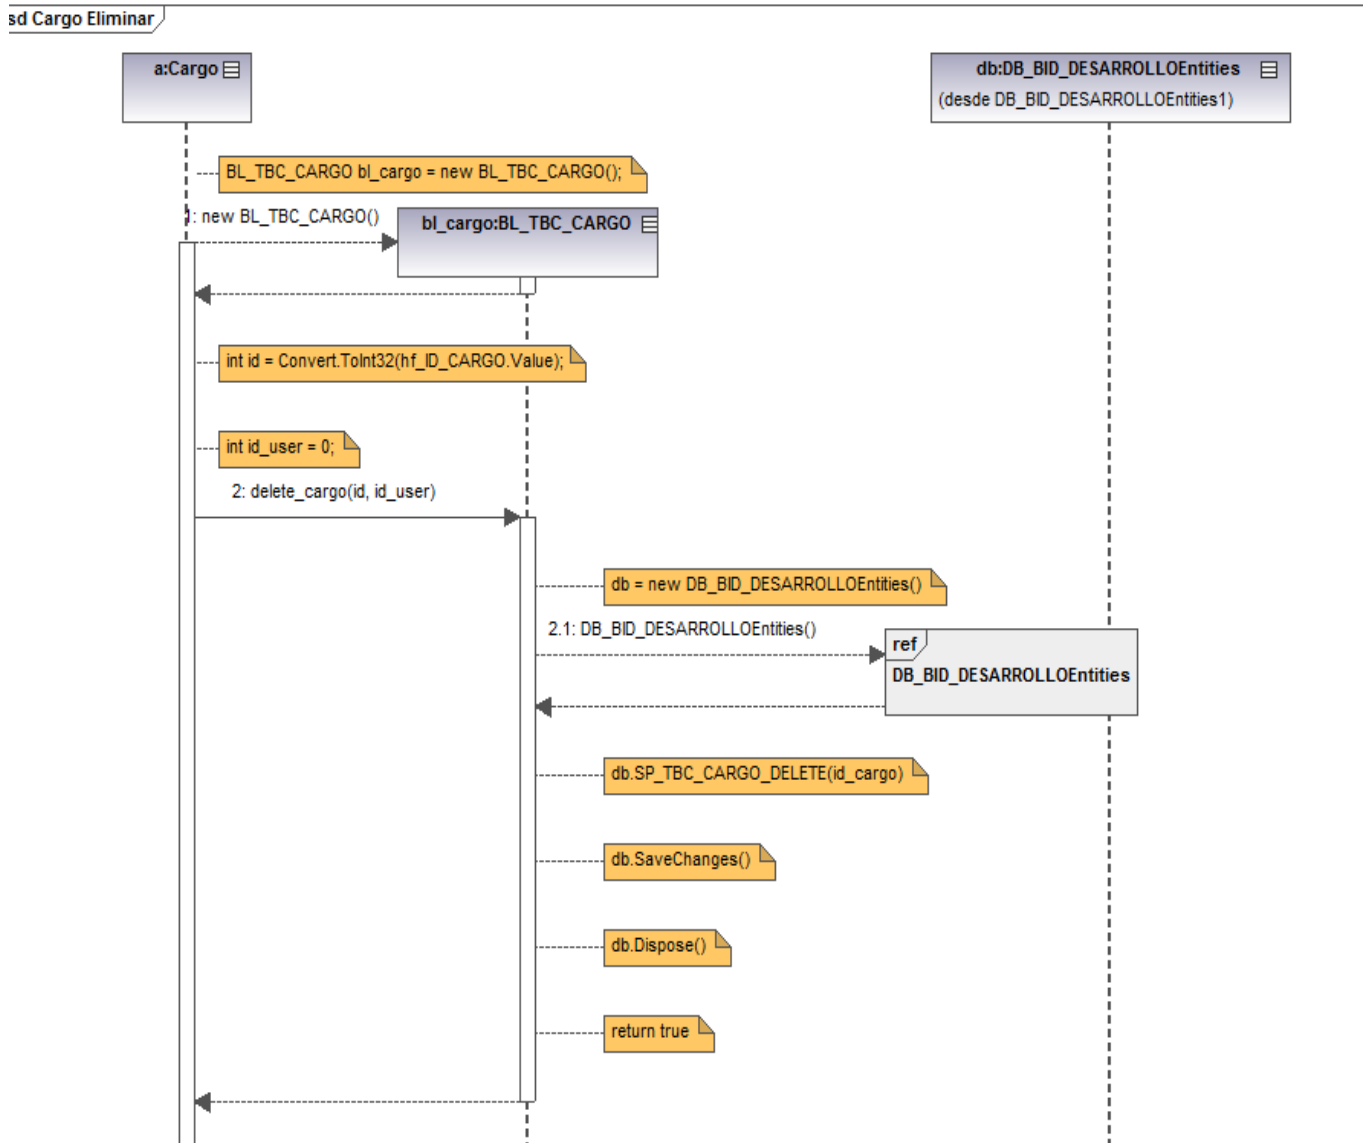 sd Cargo Eliminar
a:Cargo
db:DB_BID_DESARROLLOEntities
(desde DB_BID_DESARROLLOEntities1)
BL_TBC_CARGO bl_cargo = new BL_TBC_CARGO();
1: new BL_TBC_CARGO()
bl_cargo:BL_TBC_CARGO
int id = Convert.ToInt32(hf_ID_CARGO.Value);
int id_user = 0;
2: delete_cargo(id, id_user)
db = new DB_BID_DESARROLLOEntities()
2.1: DB_BID_DESARROLLOEntities()
ref
DB_BID_DESARROLLOEntities
db.SP_TBC_CARGO_DELETE(id_cargo)
db.SaveChanges()
db.Dispose()
return true